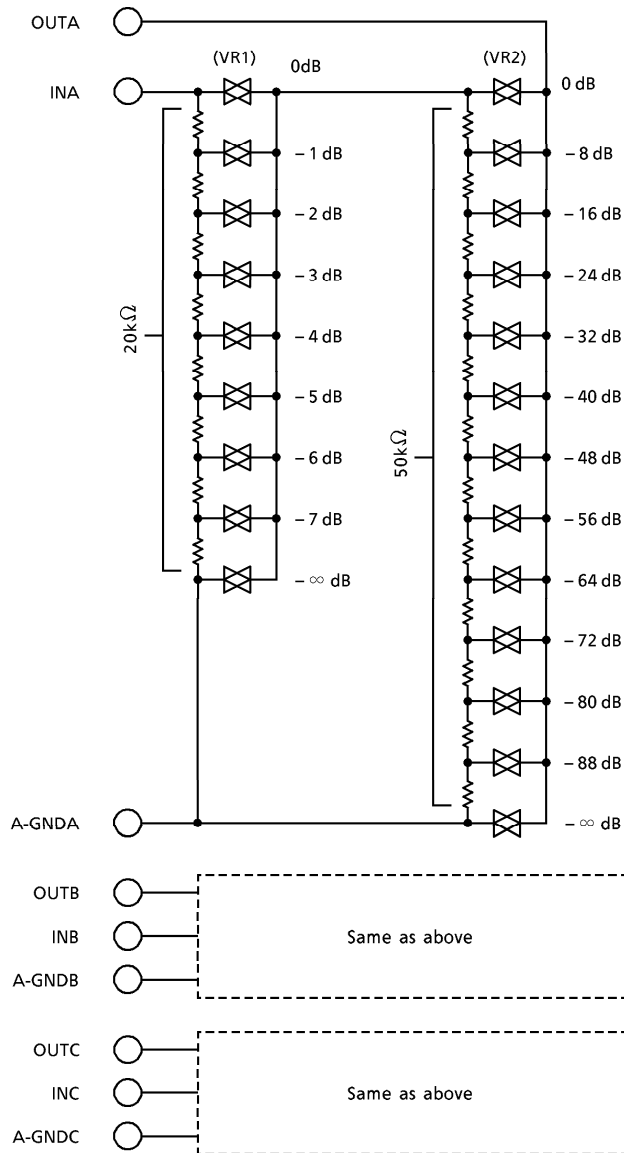 OUTA
(VR1) (VR2)
INA 0dB 0 dB
– 1 dB – 8 dB
– 2 dB – 16 dB
– 3 dB – 24 dB
– 4 dB – 32 dB
20kΩ
– 5 dB – 40 dB
– 6 dB – 48 dB
50kΩ
– 7 dB – 56 dB
– ∞ dB – 64 dB
– 72 dB
– 80 dB
– 88 dB
A-GNDA – ∞ dB
OUTB
INB Same as above
A-GNDB
OUTC
INC Same as above
A-GNDC